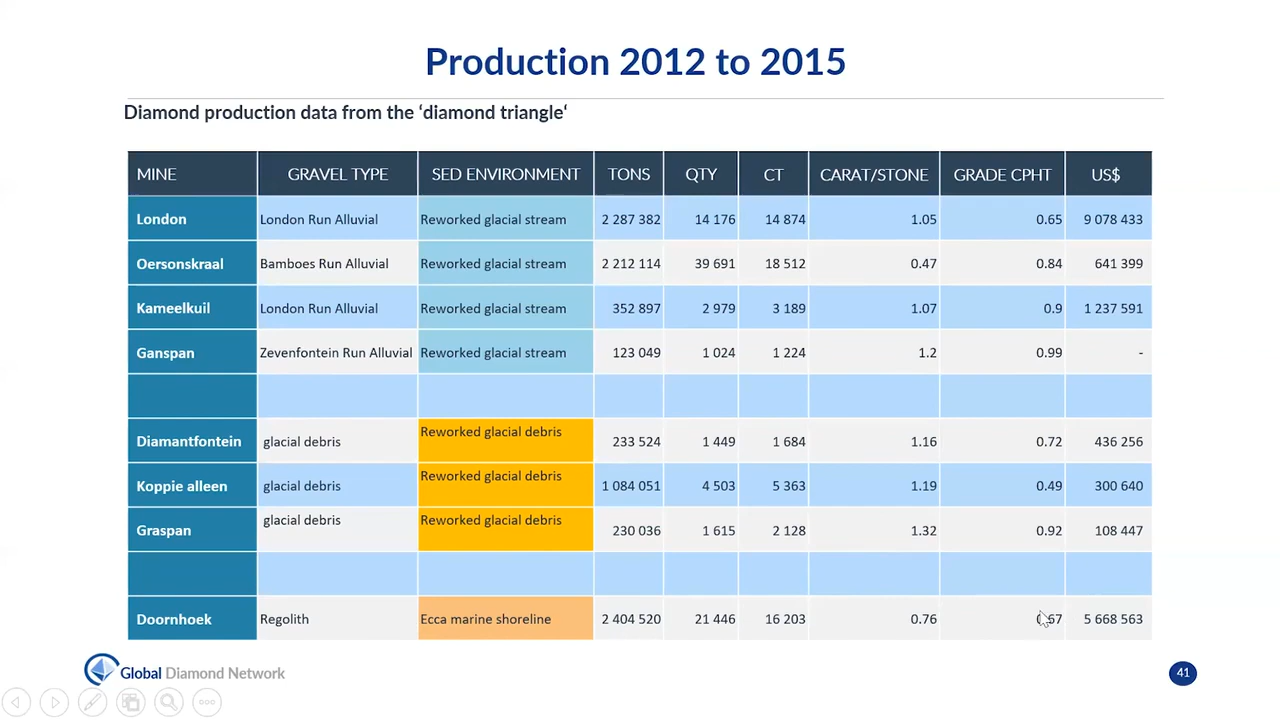 Production 2012 to 2015
Diamond production data from the ‘diamond triangle‘
MINE GRAVEL TYPE SED ENVIRONMENT TONS QTY CT CARAT/STONE GRADE CPHT US$
London London Run Alluvial Reworked glacial stream 2 287 382 14 176 14 874 1.05 0.65 9 078 433
Oersonskraal Bamboes Run Alluvial Reworked glacial stream 2 212 114 39 691 18 512 0.47 0.84 641 399
Kameelkuil London Run Alluvial Reworked glacial stream 352 897 2 979 3 189 1.07 0.9 1 237 591
Ganspan Zevenfontein Run Alluvial Reworked glacial stream 123 049 1 024 1 224 1.2 0.99 -
Diamantfontein glacial debris Reworked glacial debris 233 524 1 449 1 684 1.16 0.72 436 256
Koppie alleen glacial debris Reworked glacial debris 1 084 051 4 503 5 363 1.19 0.49 300 640
Graspan glacial debris Reworked glacial debris 230 036 1 615 2 128 1.32 0.92 108 447
Doornhoek Regolith Ecca marine shoreline 2 404 520 21 446 16 203 0.76 5 668 563
Global Diamond Network
41